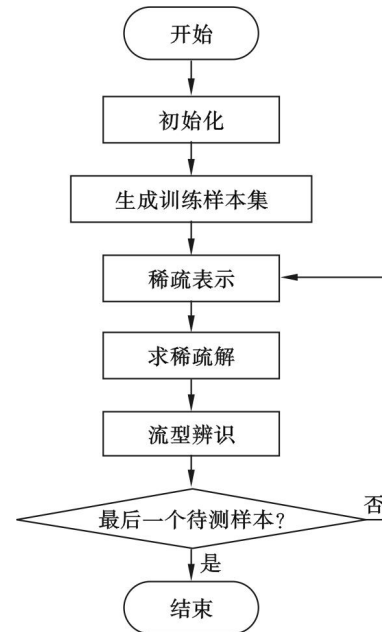 开始
初始化
生成训练样本集
稀疏表示
求稀疏解
流型辨识
最后一个待测样本?
否
是
结束